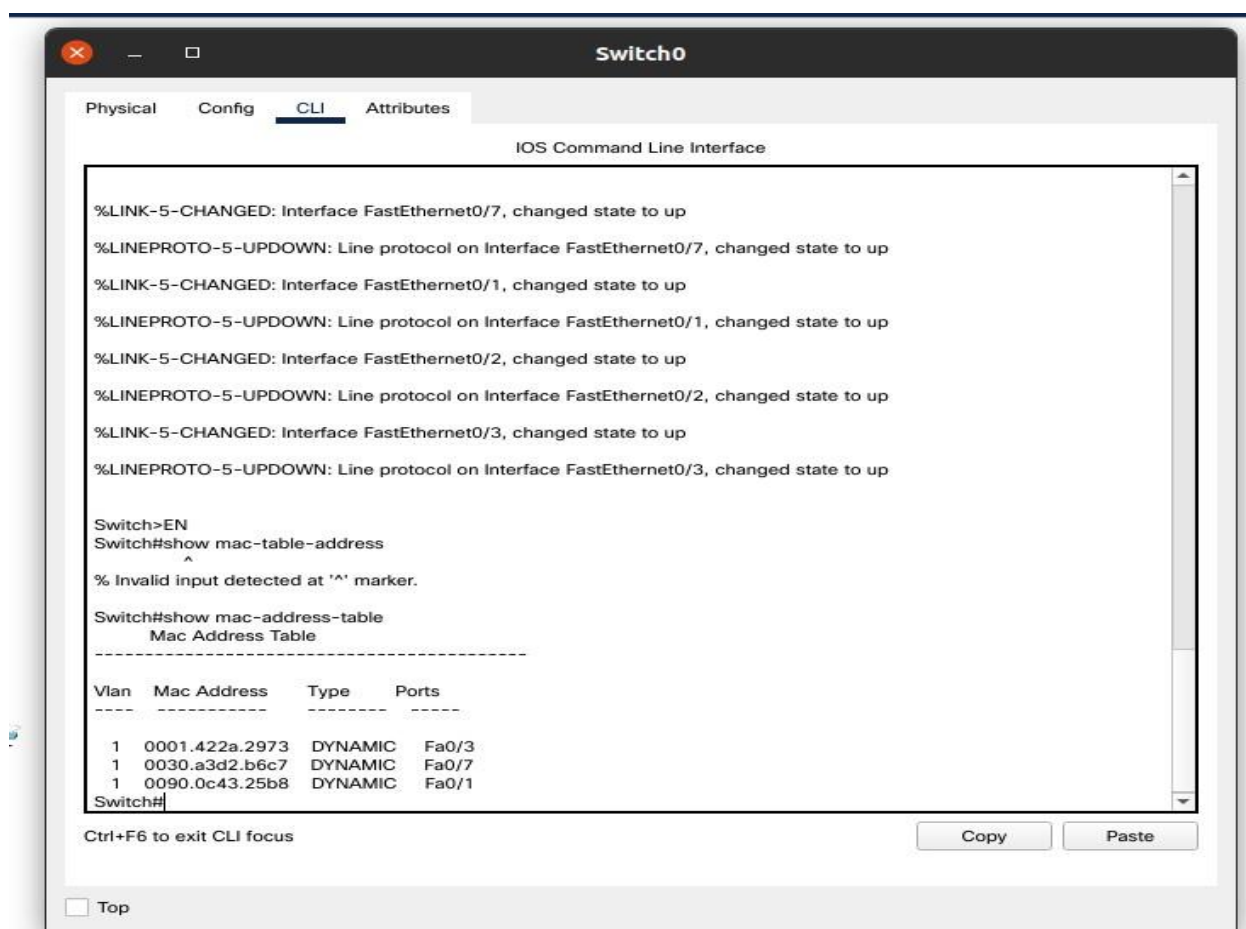 Switch0
Physical Config CLI Attributes
IOS Command Line Interface
%LINK-5-CHANGED: Interface FastEthernet0/7, changed state to up
%LINEPROTO-5-UPDOWN: Line protocol on Interface FastEthernet0/7, changed state to up
%LINK-5-CHANGED: Interface FastEthernet0/1, changed state to up
%LINEPROTO-5-UPDOWN: Line protocol on Interface FastEthernet0/1, changed state to up
%LINK-5-CHANGED: Interface FastEthernet0/2, changed state to up
%LINEPROTO-5-UPDOWN: Line protocol on Interface FastEthernet0/2, changed state to up
%LINK-5-CHANGED: Interface FastEthernet0/3, changed state to up
%LINEPROTO-5-UPDOWN: Line protocol on Interface FastEthernet0/3, changed state to up
Switch>EN
Switch#show mac-table-address
^
% Invalid input detected at '^' marker.
Switch#show mac-address-table
Mac Address Table
-------------------------------------------
Vlan Mac Address Type Ports
---- ----------- -------- -----
1 0001.422a.2973 DYNAMIC Fa0/3
1 0030.a3d2.b6c7 DYNAMIC Fa0/7
1 0090.0c43.25b8 DYNAMIC Fa0/1
Switch#
Ctrl+F6 to exit CLI focus
Copy Paste
Top